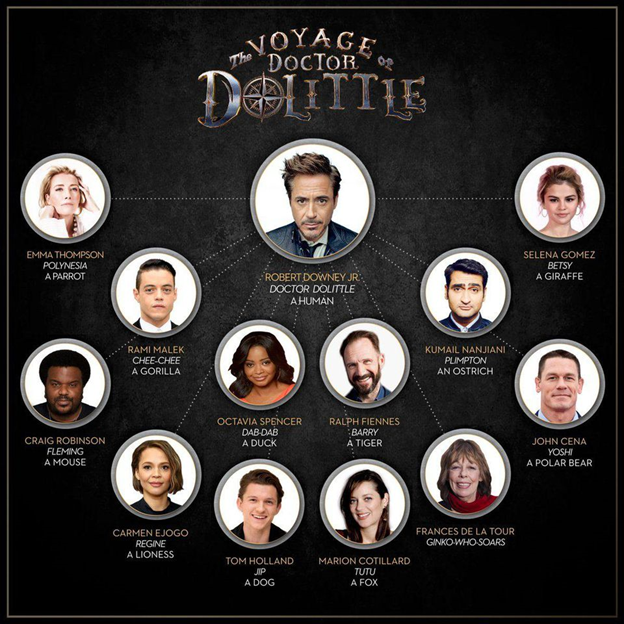 The VOYAGE OF
DOCTOR
DOLITTLE
EMMA THOMPSON
POLYNESIA
A PARROT
ROBERT DOWNEY JR.
DOCTOR DOLITTLE
A HUMAN
SELENA GOMEZ
BETSY
A GIRAFFE
RAMI MALEK
CHEE-CHEE
A GORILLA
KUMAIL NANJIANI
PLIMPTON
AN OSTRICH
CRAIG ROBINSON
FLEMING
A MOUSE
OCTAVIA SPENCER
DAB-DAB
A DUCK
RALPH FIENNES
BARRY
A TIGER
JOHN CENA
YOSHI
A POLAR BEAR
CARMEN EJOGO
REGINE
A LIONESS
TOM HOLLAND
JIP
A DOG
MARION COTILLARD
TUTU
A FOX
FRANCES DE LA TOUR
GINKO-WHO-SOARS